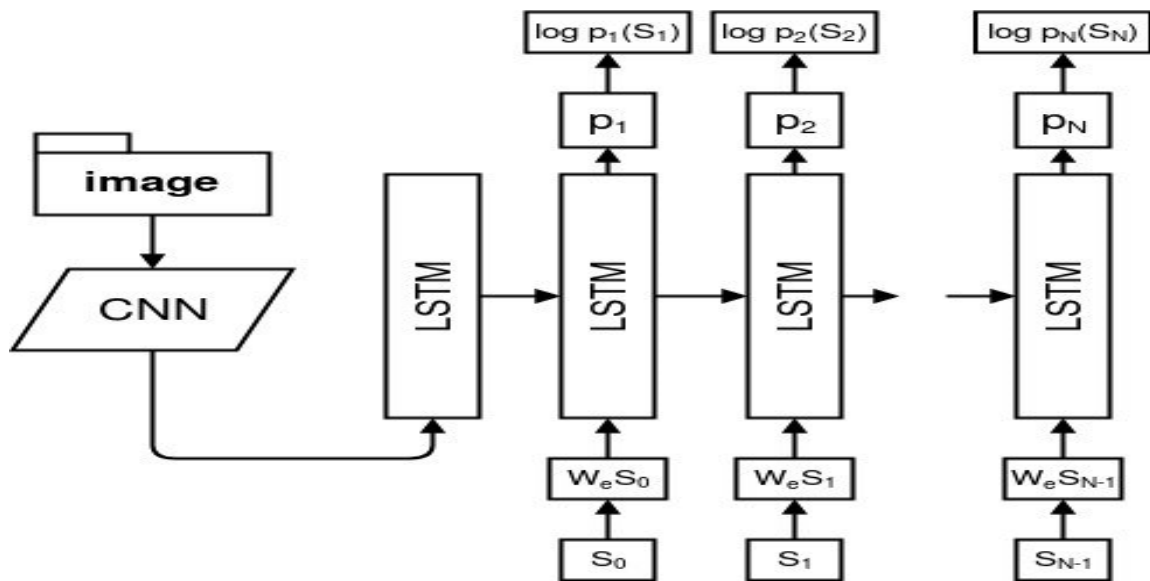 log p₁(S₁) log p₂(S₂) log pN(SN)
p₁ p₂ pN
image
CNN
LSTM LSTM LSTM LSTM
WₑS₀ WₑS₁ WₑSN-1
S₀ S₁ SN-1